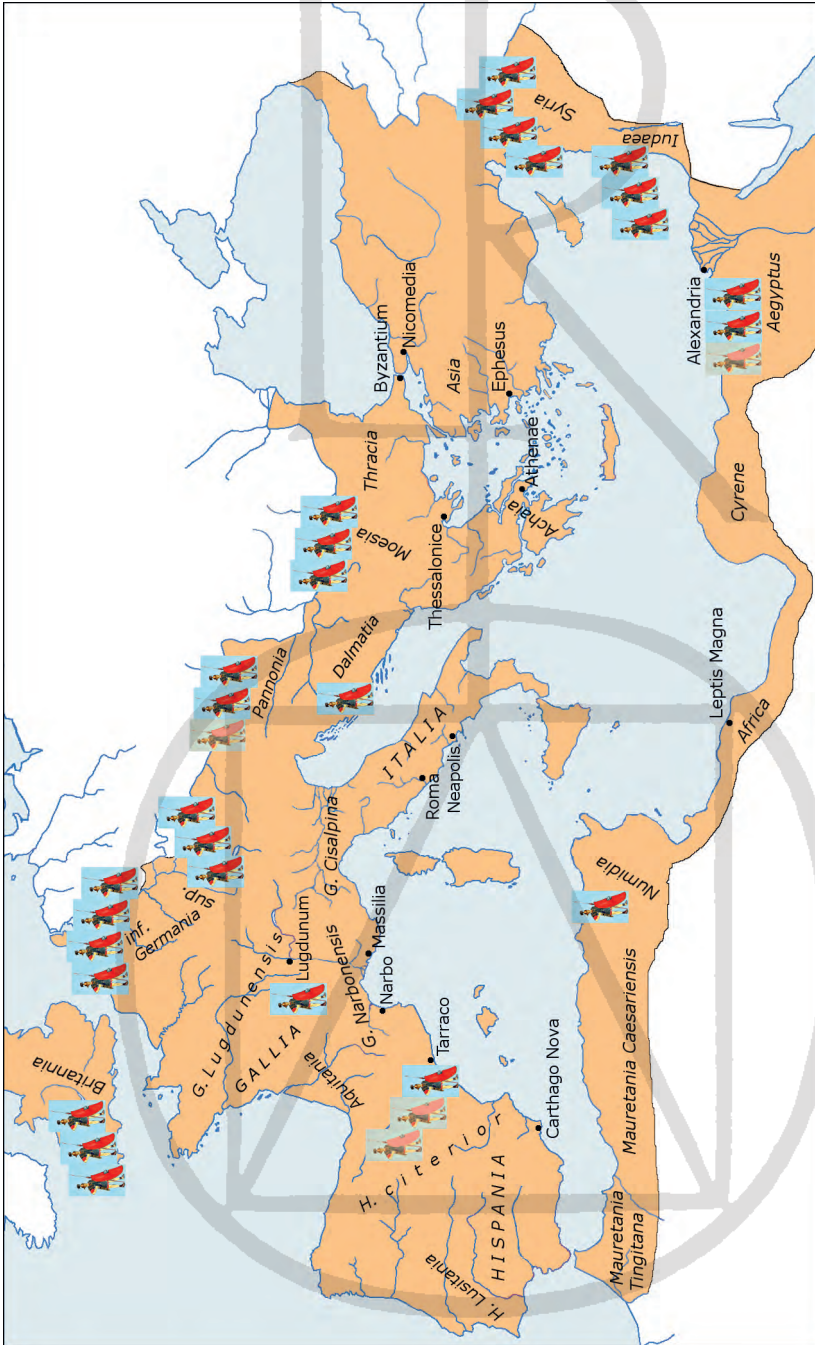 Britannia
inf.
Germania
sup.
G. Lugdunensis
GALLIA
Lugdunum
Aquitania
G. Narbonensis
Narbo
Massilia
G. Cisalpina
ITALIA
Roma
Neapolis
Pannonia
Dalmatia
Moesia
Thracia
Thessalonice
Achaia
Athenae
Byzantium
Nicomedia
Asia
Ephesus
Syria
Iudaea
Alexandria
Aegyptus
Cyrene
Leptis Magna
Africa
Numidia
Mauretania Caesariensis
Mauretania
Tingitana
Tarraco
H. Citerior
HISPANIA
H. Lusitania
Carthago Nova